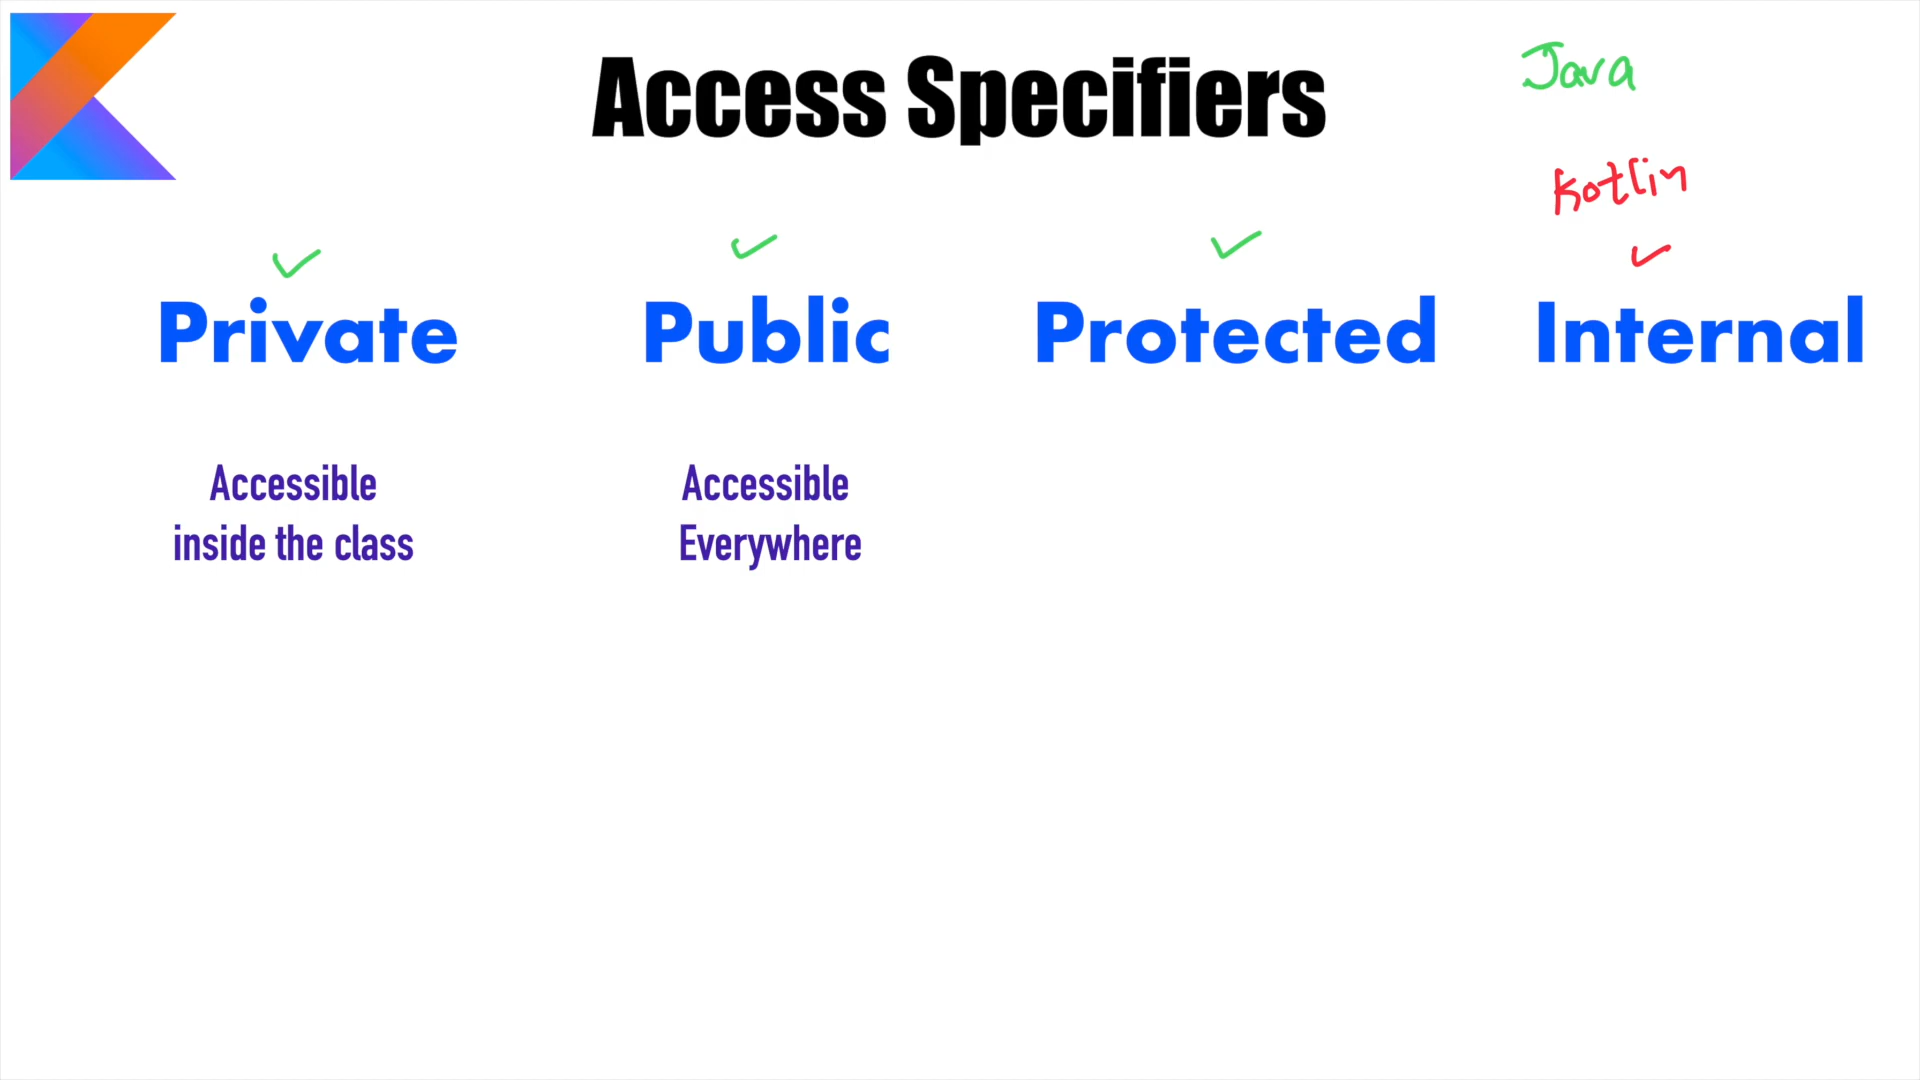 Access Specifiers
Java
Kotlin
Private
Public
Protected
Internal
Accessible
inside the class
Accessible
Everywhere